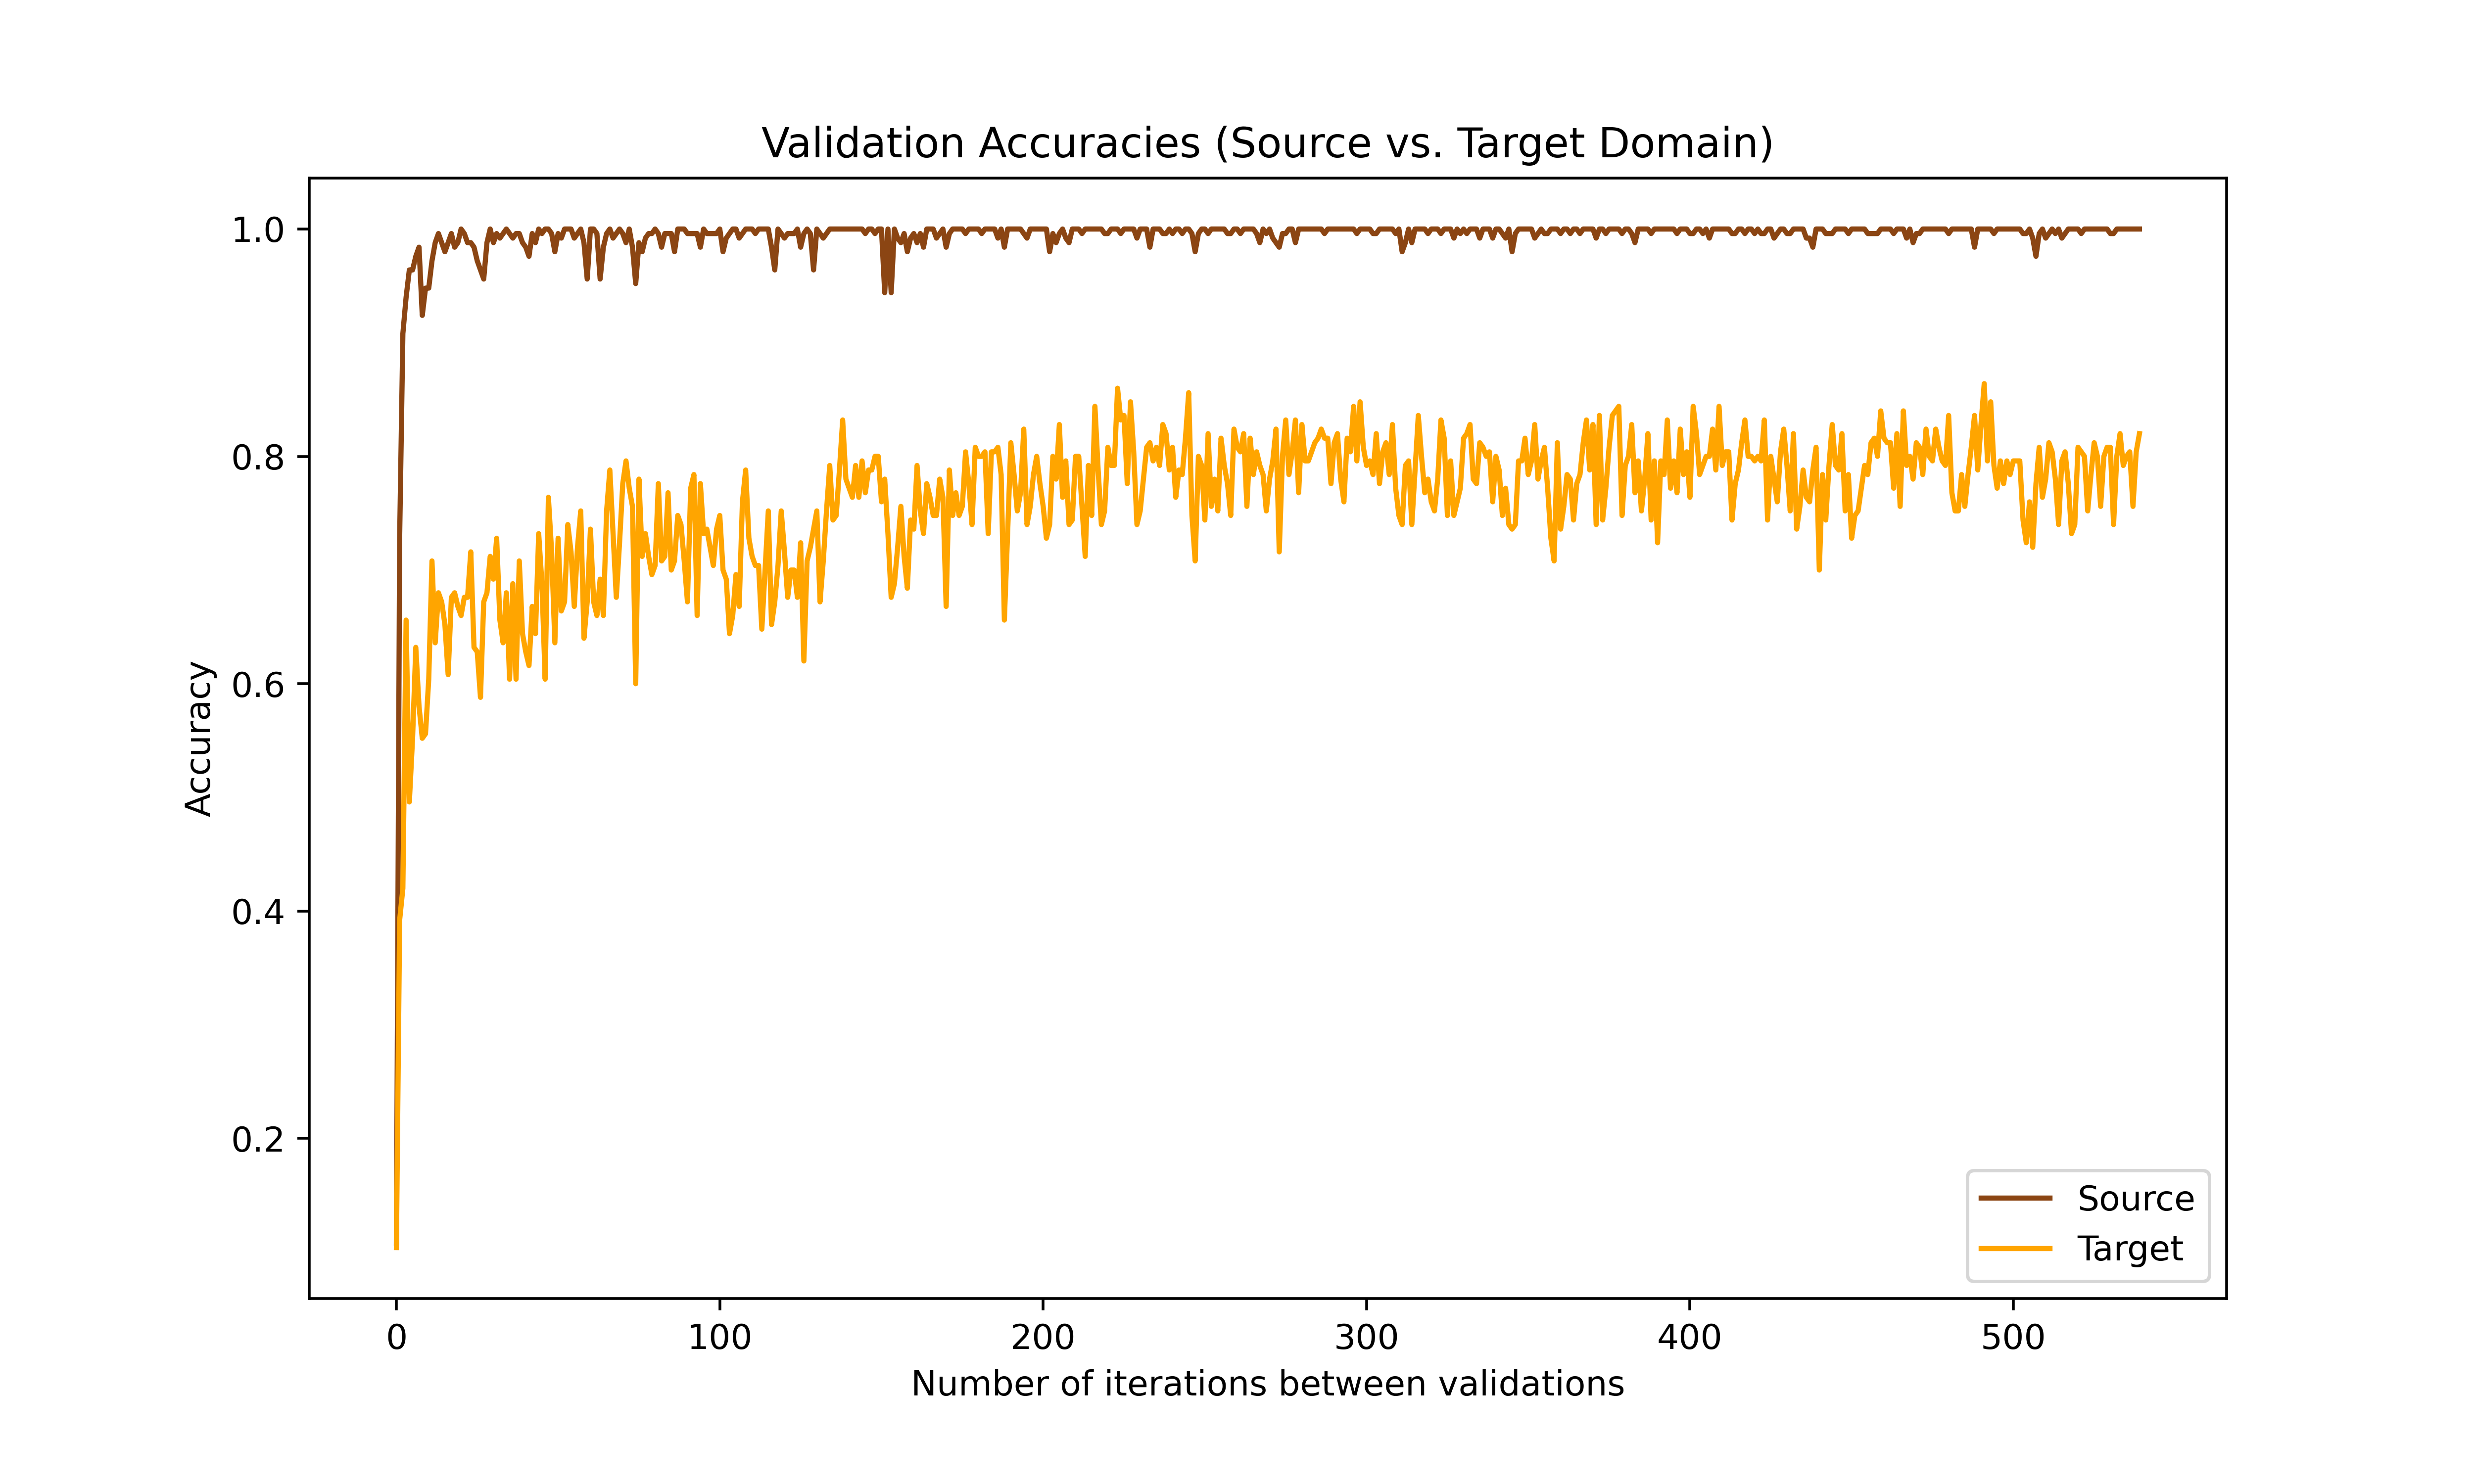 Validation Accuracies (Source vs. Target Domain)
1.0
0.8
0.6
0.4
0.2
Accuracy
0 100 200 300 400 500
Number of iterations between validations
Source
Target